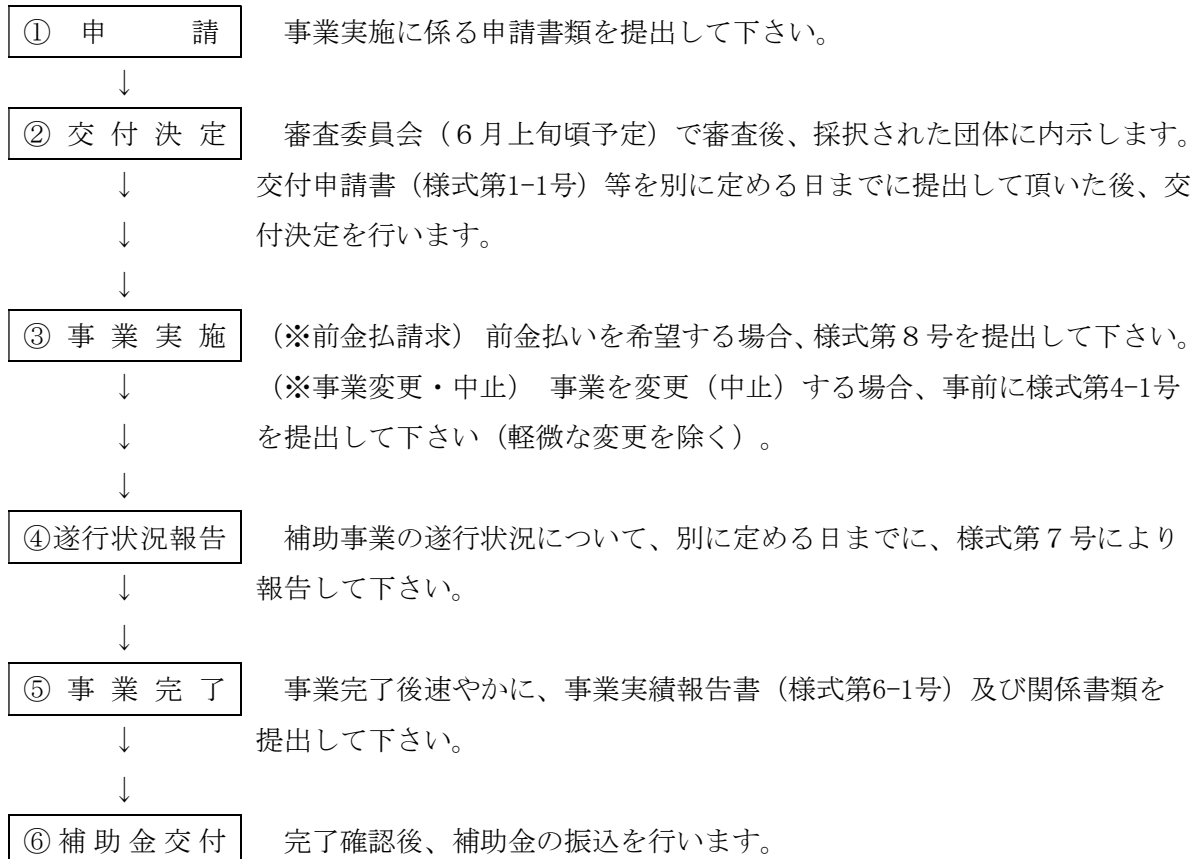 ① 申 請 事業実施に係る申請書類を提出して下さい。
↓
② 交 付 決 定 審査委員会（６月上旬頃予定）で審査後、採択された団体に内示します。
↓ 交付申請書（様式第1-1号）等を別に定める日までに提出して頂いた後、交
↓ 付決定を行います。
↓
③ 事 業 実 施 （※前金払請求） 前金払いを希望する場合、様式第８号を提出して下さい。
↓ （※事業変更・中止） 事業を変更（中止）する場合、事前に様式第4-1号
↓ を提出して下さい（軽微な変更を除く）。
↓
④遂行状況報告 補助事業の遂行状況について、別に定める日までに、様式第７号により
↓ 報告して下さい。
↓
⑤ 事 業 完 了 事業完了後速やかに、事業実績報告書（様式第6-1号）及び関係書類を
↓ 提出して下さい。
↓
⑥補助金交付 完了確認後、補助金の振込を行います。